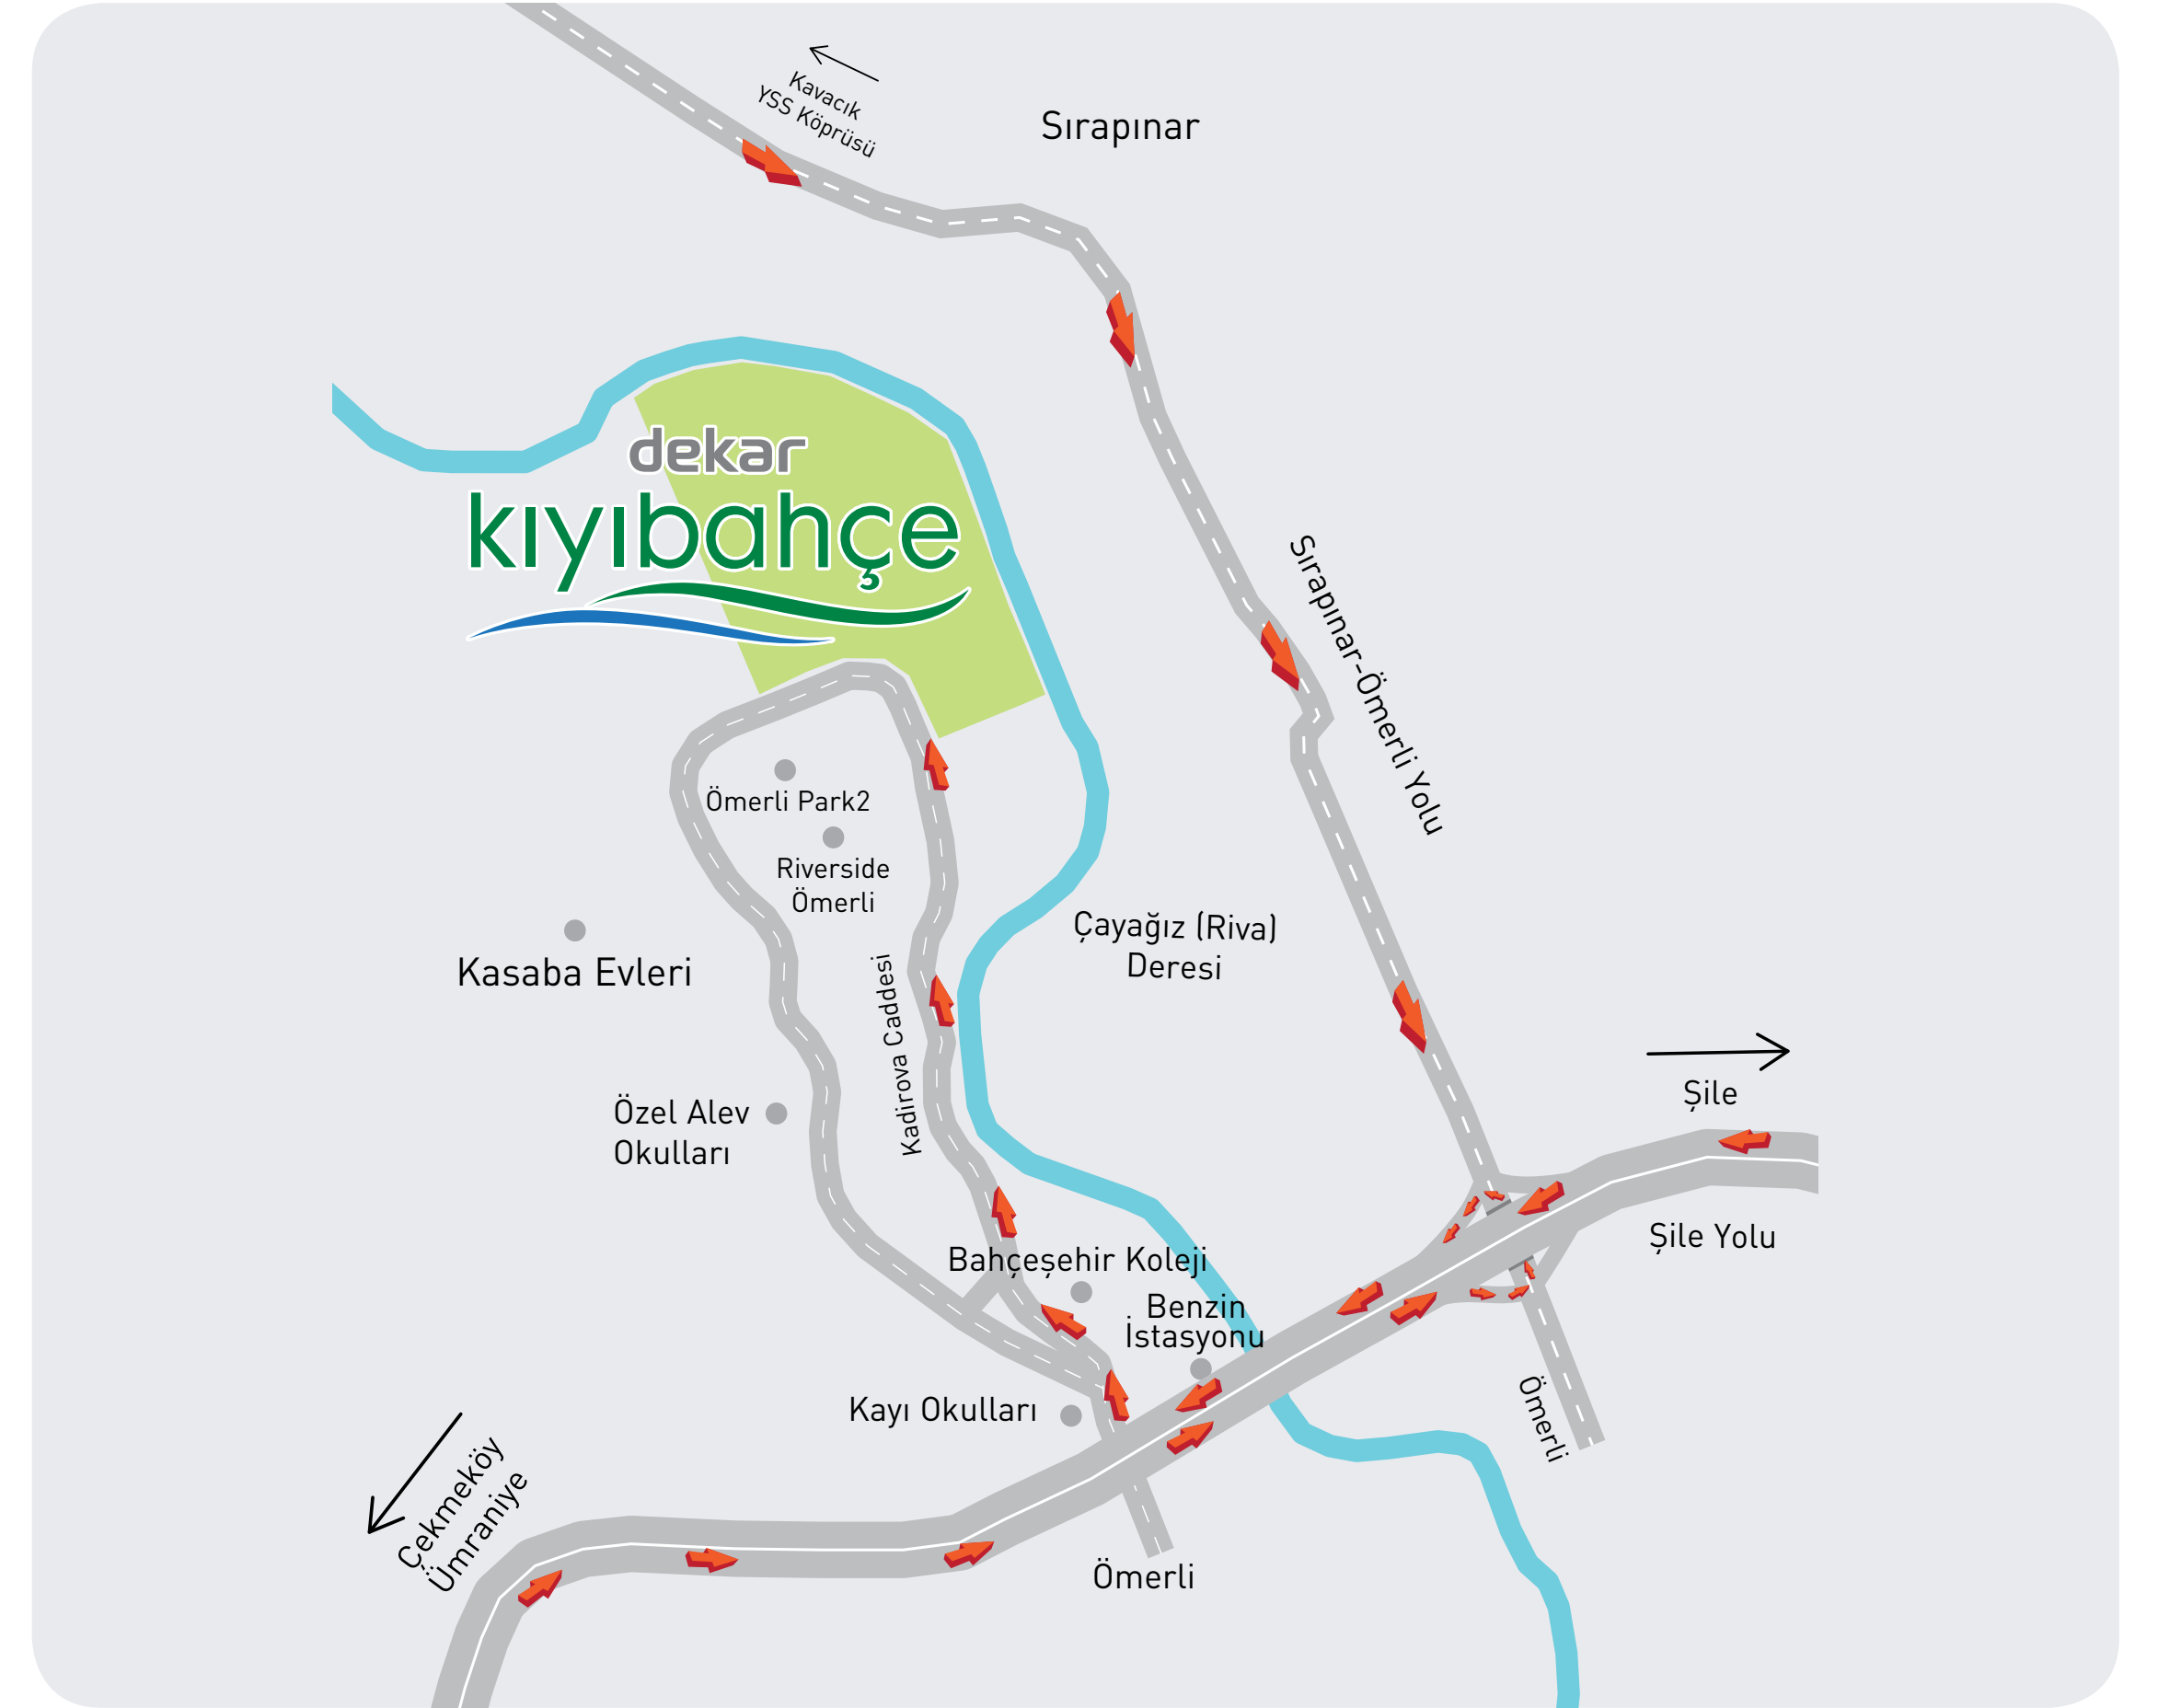 Kavacık
YSS Köprüsü
Sırapınar
dekar
kıyıbahçe
Sırapınar-Ömerli Yolu
Ömerli Park2
Riverside
Ömerli
Kasaba Evleri
Çayağız (Riva)
Deresi
Kadirova Caddesi
Özel Alev
Okulları
Şile
Şile Yolu
Bahçeşehir Koleji
Benzin
İstasyonu
Kayı Okulları
Ömerli
Çekmeköy
Ümraniye
Ömerli